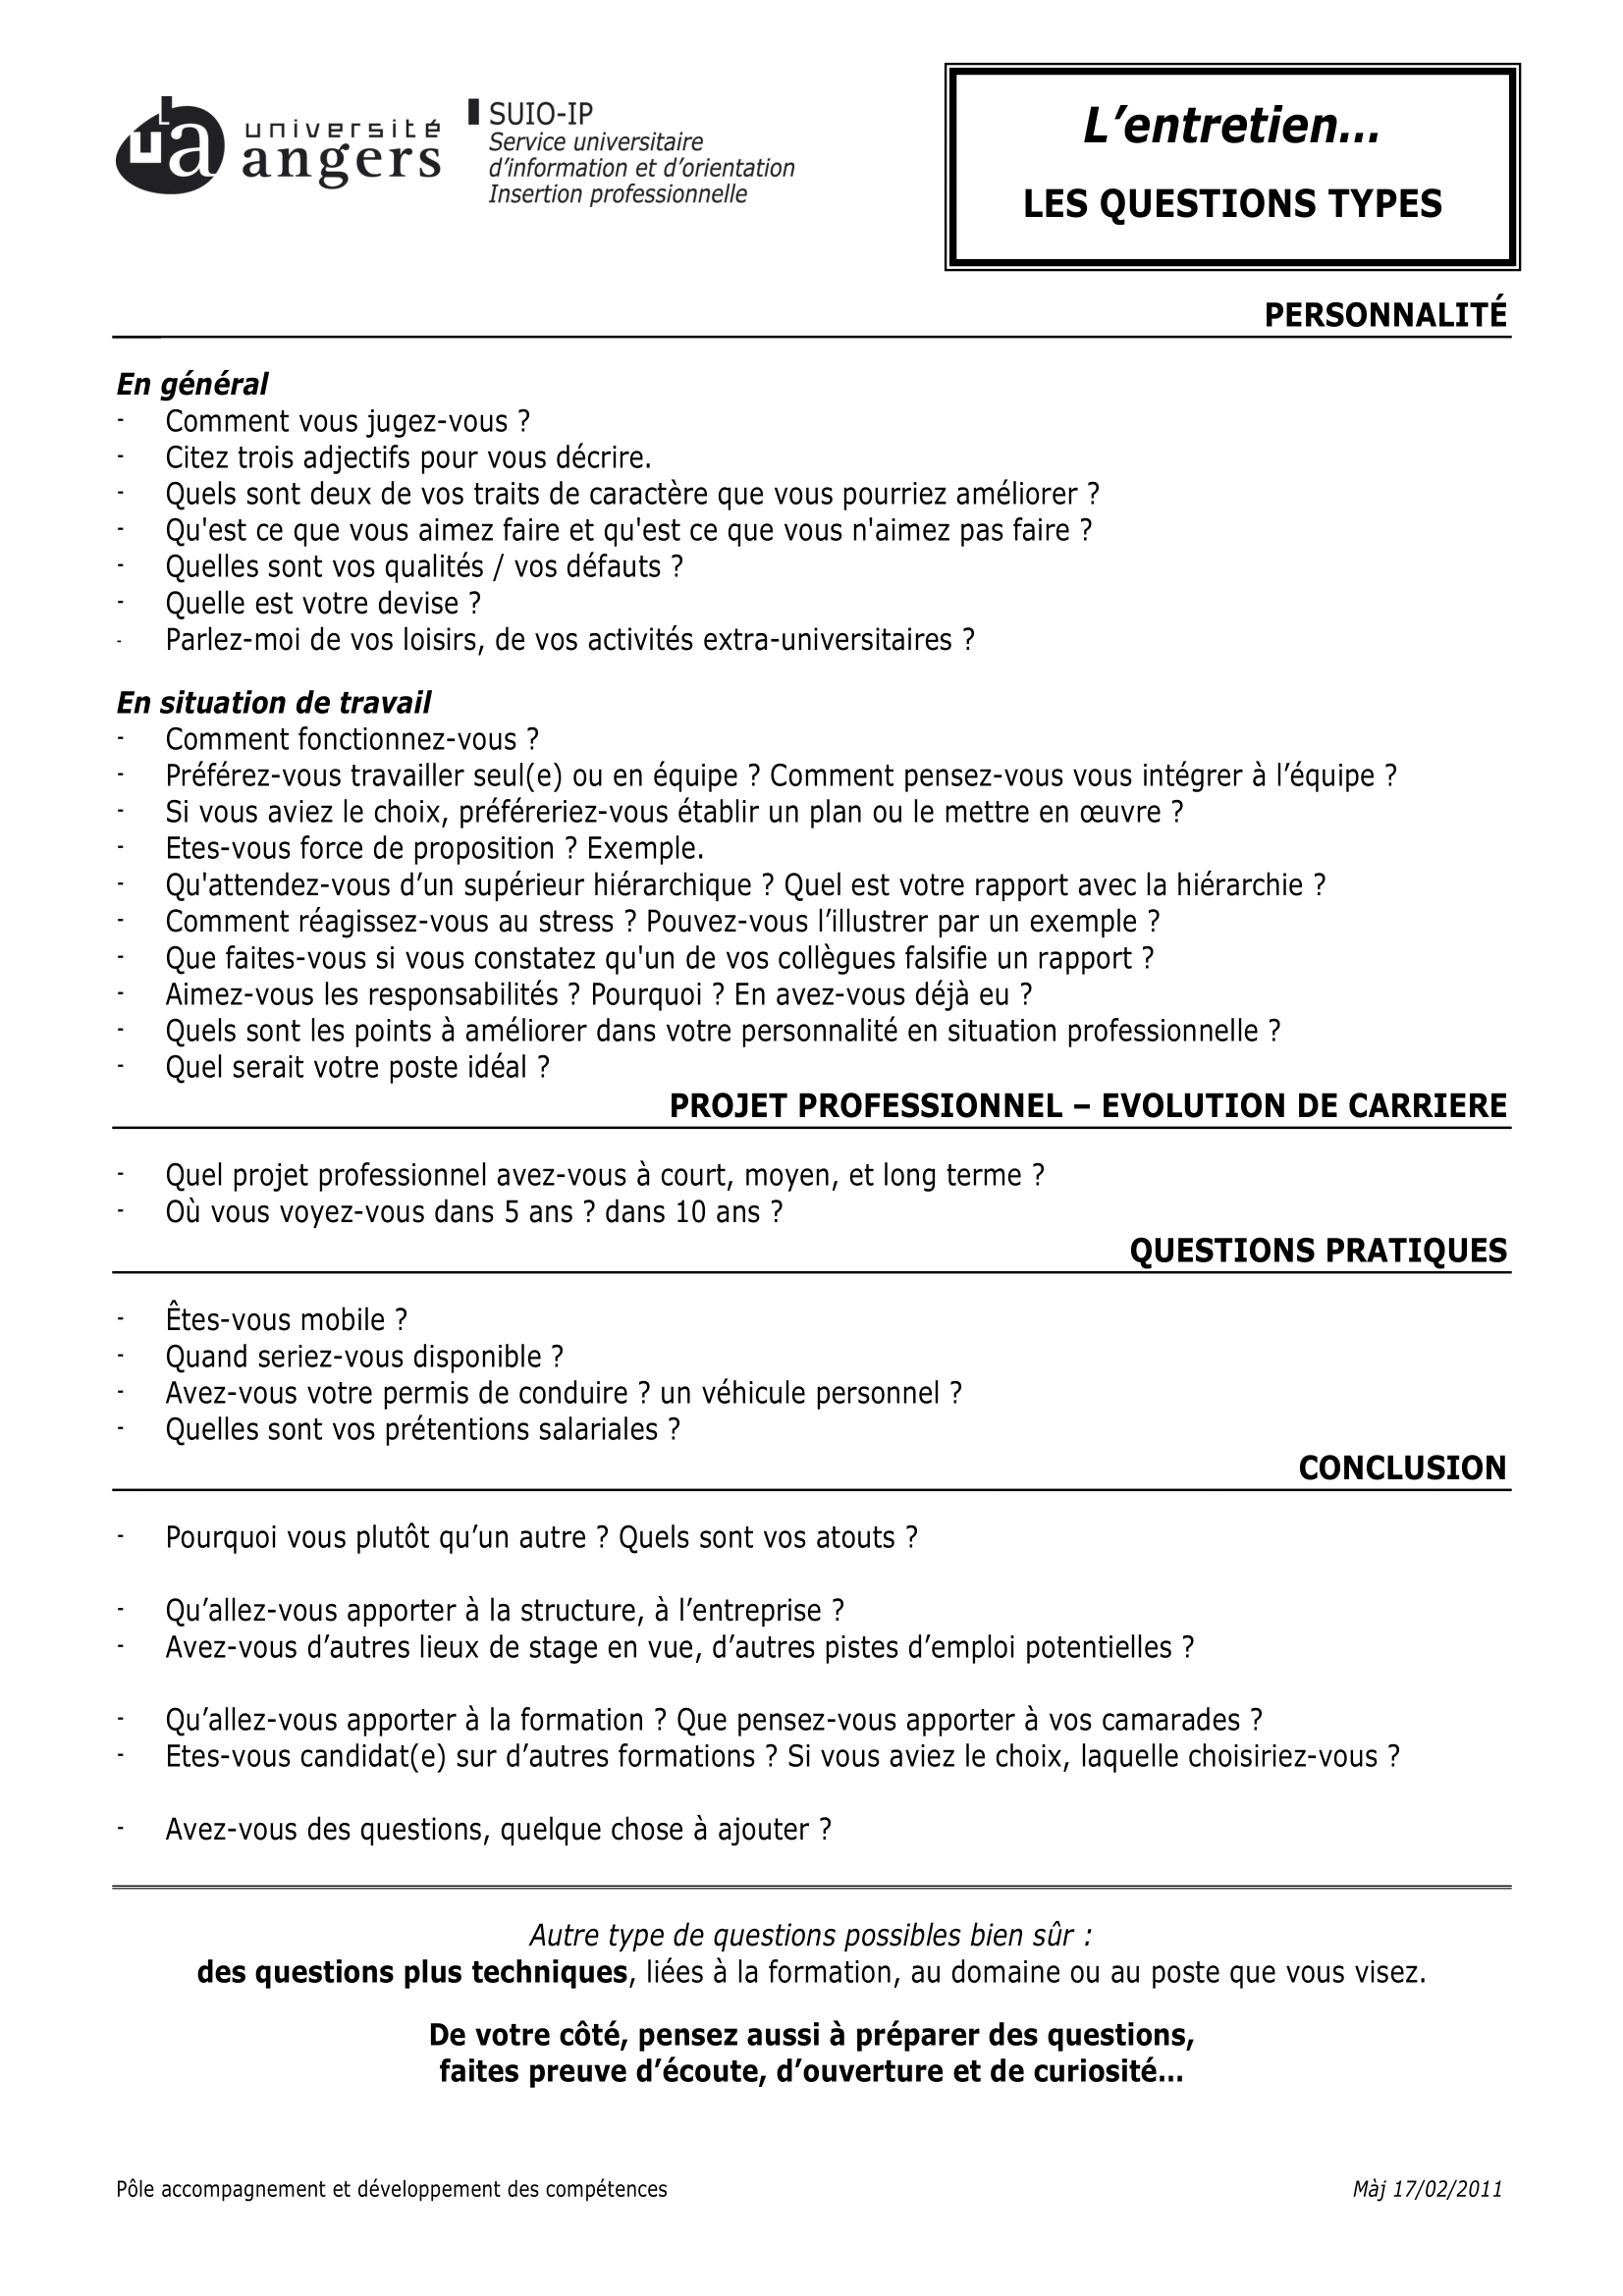 université
angers
SUIO-IP
Service universitaire
d’information et d’orientation
Insertion professionnelle
L’entretien…
LES QUESTIONS TYPES
PERSONNALITÉ
En général
- Comment vous jugez-vous ?
- Citez trois adjectifs pour vous décrire.
- Quels sont deux de vos traits de caractère que vous pourriez améliorer ?
- Qu'est ce que vous aimez faire et qu'est ce que vous n'aimez pas faire ?
- Quelles sont vos qualités / vos défauts ?
- Quelle est votre devise ?
- Parlez-moi de vos loisirs, de vos activités extra-universitaires ?
En situation de travail
- Comment fonctionnez-vous ?
- Préférez-vous travailler seul(e) ou en équipe ? Comment pensez-vous vous intégrer à l’équipe ?
- Si vous aviez le choix, préféreriez-vous établir un plan ou le mettre en œuvre ?
- Etes-vous force de proposition ? Exemple.
- Qu'attendez-vous d’un supérieur hiérarchique ? Quel est votre rapport avec la hiérarchie ?
- Comment réagissez-vous au stress ? Pouvez-vous l’illustrer par un exemple ?
- Que faites-vous si vous constatez qu'un de vos collègues falsifie un rapport ?
- Aimez-vous les responsabilités ? Pourquoi ? En avez-vous déjà eu ?
- Quels sont les points à améliorer dans votre personnalité en situation professionnelle ?
- Quel serait votre poste idéal ?
PROJET PROFESSIONNEL – EVOLUTION DE CARRIERE
- Quel projet professionnel avez-vous à court, moyen, et long terme ?
- Où vous voyez-vous dans 5 ans ? dans 10 ans ?
QUESTIONS PRATIQUES
- Êtes-vous mobile ?
- Quand seriez-vous disponible ?
- Avez-vous votre permis de conduire ? un véhicule personnel ?
- Quelles sont vos prétentions salariales ?
CONCLUSION
- Pourquoi vous plutôt qu’un autre ? Quels sont vos atouts ?
- Qu’allez-vous apporter à la structure, à l’entreprise ?
- Avez-vous d’autres lieux de stage en vue, d’autres pistes d’emploi potentielles ?
- Qu’allez-vous apporter à la formation ? Que pensez-vous apporter à vos camarades ?
- Etes-vous candidat(e) sur d’autres formations ? Si vous aviez le choix, laquelle choisiriez-vous ?
- Avez-vous des questions, quelque chose à ajouter ?
Autre type de questions possibles bien sûr :
des questions plus techniques, liées à la formation, au domaine ou au poste que vous visez.
De votre côté, pensez aussi à préparer des questions,
faites preuve d’écoute, d’ouverture et de curiosité…
Pôle accompagnement et développement des compétences
Màj 17/02/2011